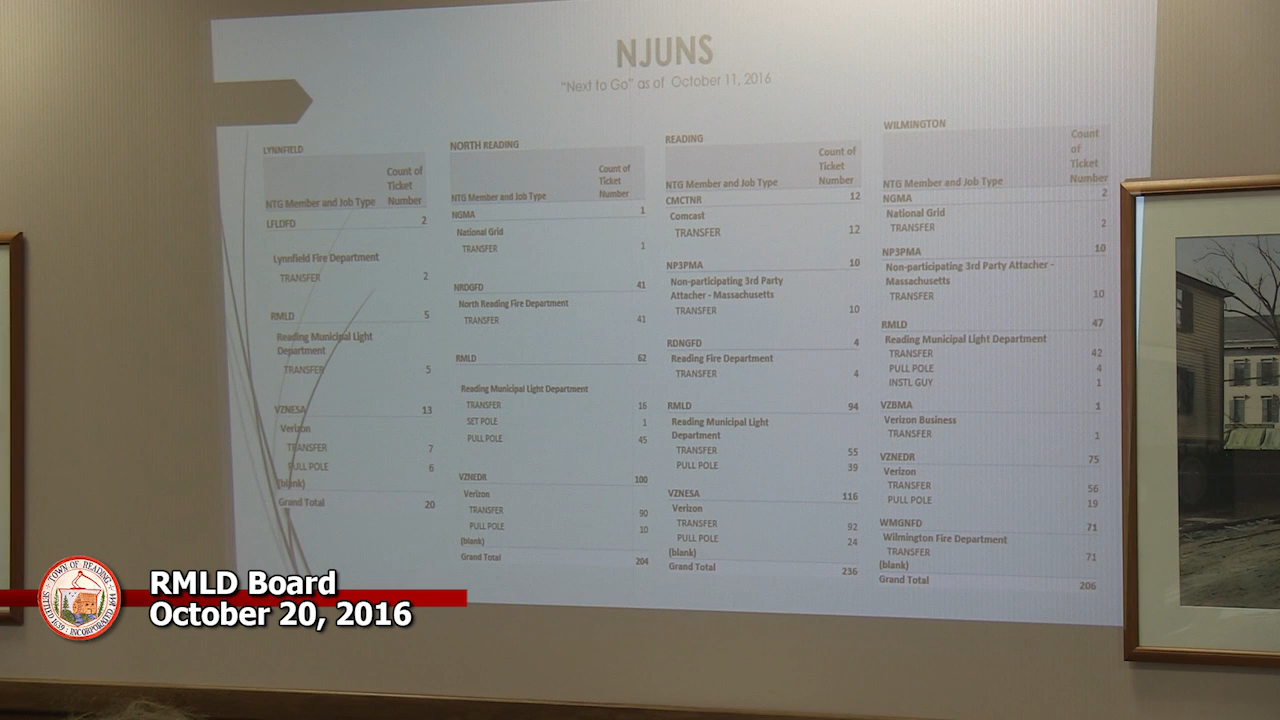 NJUNS
"Next to Go" as of October 11, 2016
LYNNFIELD
NTG Member and Job Type Count of Ticket Number
LFLDFD 2
Lynnfield Fire Department
TRANSFER 2
RMLD 5
Reading Municipal Light
Department
TRANSFER 5
VZNESA 13
Verizon
TRANSFER 7
PULL POLE 6
(blank)
Grand Total 20
NORTH READING
NTG Member and Job Type Count of Ticket Number
NGMA 1
National Grid
TRANSFER 1
NRDGFD 41
North Reading Fire Department
TRANSFER 41
RMLD 62
Reading Municipal Light Department
TRANSFER 16
SET POLE 1
PULL POLE 45
VZNEDR 100
Verizon
TRANSFER 90
PULL POLE 10
(blank)
Grand Total 204
READING
NTG Member and Job Type Count of Ticket Number
CMCTNR 12
Comcast
TRANSFER 12
NP3PMA 10
Non-participating 3rd Party
Attacher - Massachusetts
TRANSFER 10
RDNGFD 4
Reading Fire Department
TRANSFER 4
RMLD 94
Reading Municipal Light
Department
TRANSFER 55
PULL POLE 39
VZNESA 116
Verizon
TRANSFER 92
PULL POLE 24
(blank)
Grand Total 236
WILMINGTON
NTG Member and Job Type Count of Ticket Number
NGMA 2
National Grid
TRANSFER 2
NP3PMA 10
Non-participating 3rd Party Attacher -
Massachusetts
TRANSFER 10
RMLD 47
Reading Municipal Light Department
TRANSFER 42
PULL POLE 4
INSTL GUY 1
VZBMA 1
Verizon Business
TRANSFER 1
VZNEDR 75
Verizon
TRANSFER 56
PULL POLE 19
WMGNFD 71
Wilmington Fire Department
TRANSFER 71
(blank)
Grand Total 206
TOWN OF READING
RMLD Board
October 20, 2016